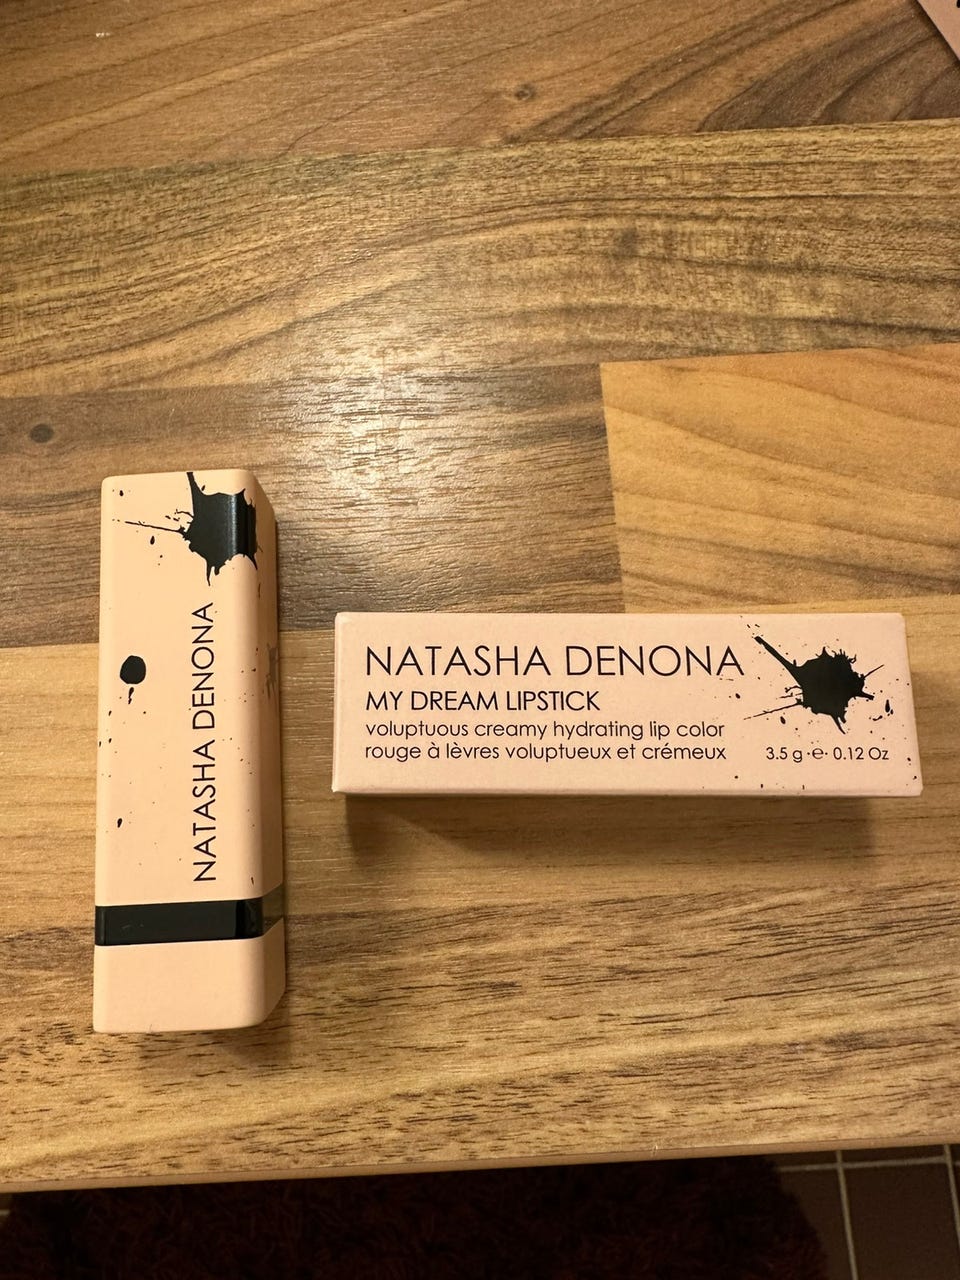 NATASHA DENONA
NATASHA DENONA
MY DREAM LIPSTICK
voluptuous creamy hydrating lip color
rouge à lèvres voluptueux et crémeux
3.5 g ·e· 0.12 Oz